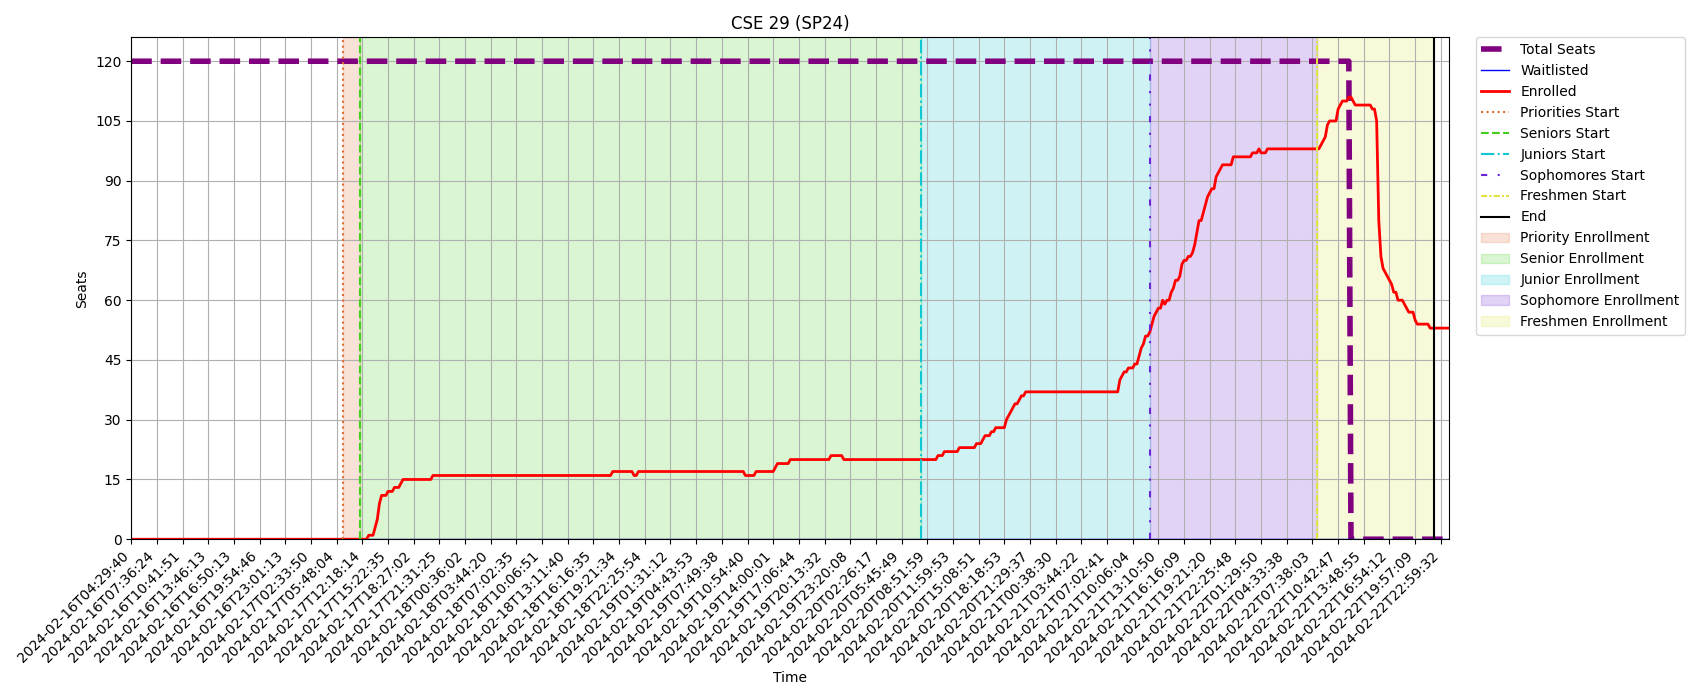 CSE 29 (SP24)
Seats
120
105
90
75
60
45
30
15
0
2024-02-16T04:29:40
2024-02-16T07:36:24
2024-02-16T10:41:51
2024-02-16T13:46:13
2024-02-16T16:50:13
2024-02-16T19:54:46
2024-02-16T23:01:13
2024-02-17T02:33:50
2024-02-17T05:48:04
2024-02-17T12:18:14
2024-02-17T15:22:35
2024-02-17T18:27:02
2024-02-17T21:31:25
2024-02-18T00:36:02
2024-02-18T03:44:20
2024-02-18T07:02:35
2024-02-18T10:06:51
2024-02-18T13:11:40
2024-02-18T16:16:35
2024-02-18T19:21:34
2024-02-18T22:25:54
2024-02-19T01:31:12
2024-02-19T04:43:53
2024-02-19T07:49:38
2024-02-19T10:54:40
2024-02-19T14:00:01
2024-02-19T17:06:44
2024-02-19T20:13:32
2024-02-19T23:20:08
2024-02-20T02:26:17
2024-02-20T05:45:49
2024-02-20T08:51:59
2024-02-20T11:59:53
2024-02-20T15:08:51
2024-02-20T18:18:53
2024-02-20T21:29:37
2024-02-21T00:38:30
2024-02-21T03:44:22
2024-02-21T07:02:41
2024-02-21T10:06:04
2024-02-21T13:10:50
2024-02-21T16:16:09
2024-02-21T19:21:20
2024-02-21T22:25:48
2024-02-22T01:29:50
2024-02-22T04:33:38
2024-02-22T07:38:03
2024-02-22T10:42:47
2024-02-22T13:48:55
2024-02-22T16:54:12
2024-02-22T19:57:09
2024-02-22T22:59:32
Time
Total Seats
Waitlisted
Enrolled
Priorities Start
Seniors Start
Juniors Start
Sophomores Start
Freshmen Start
End
Priority Enrollment
Senior Enrollment
Junior Enrollment
Sophomore Enrollment
Freshmen Enrollment